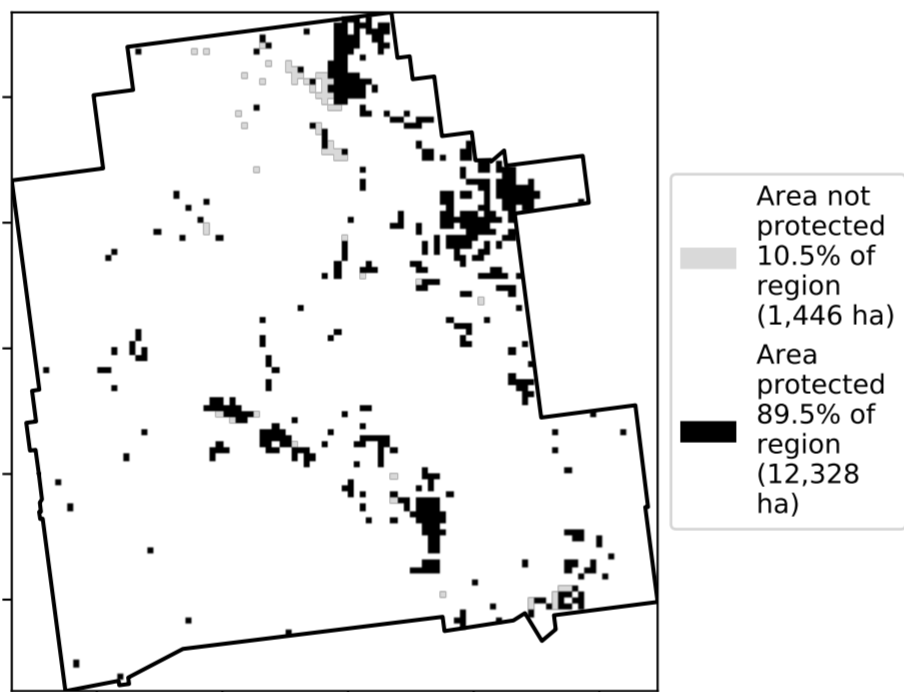 Area not
protected
10.5% of
region
(1,446 ha)
Area
protected
89.5% of
region
(12,328
ha)